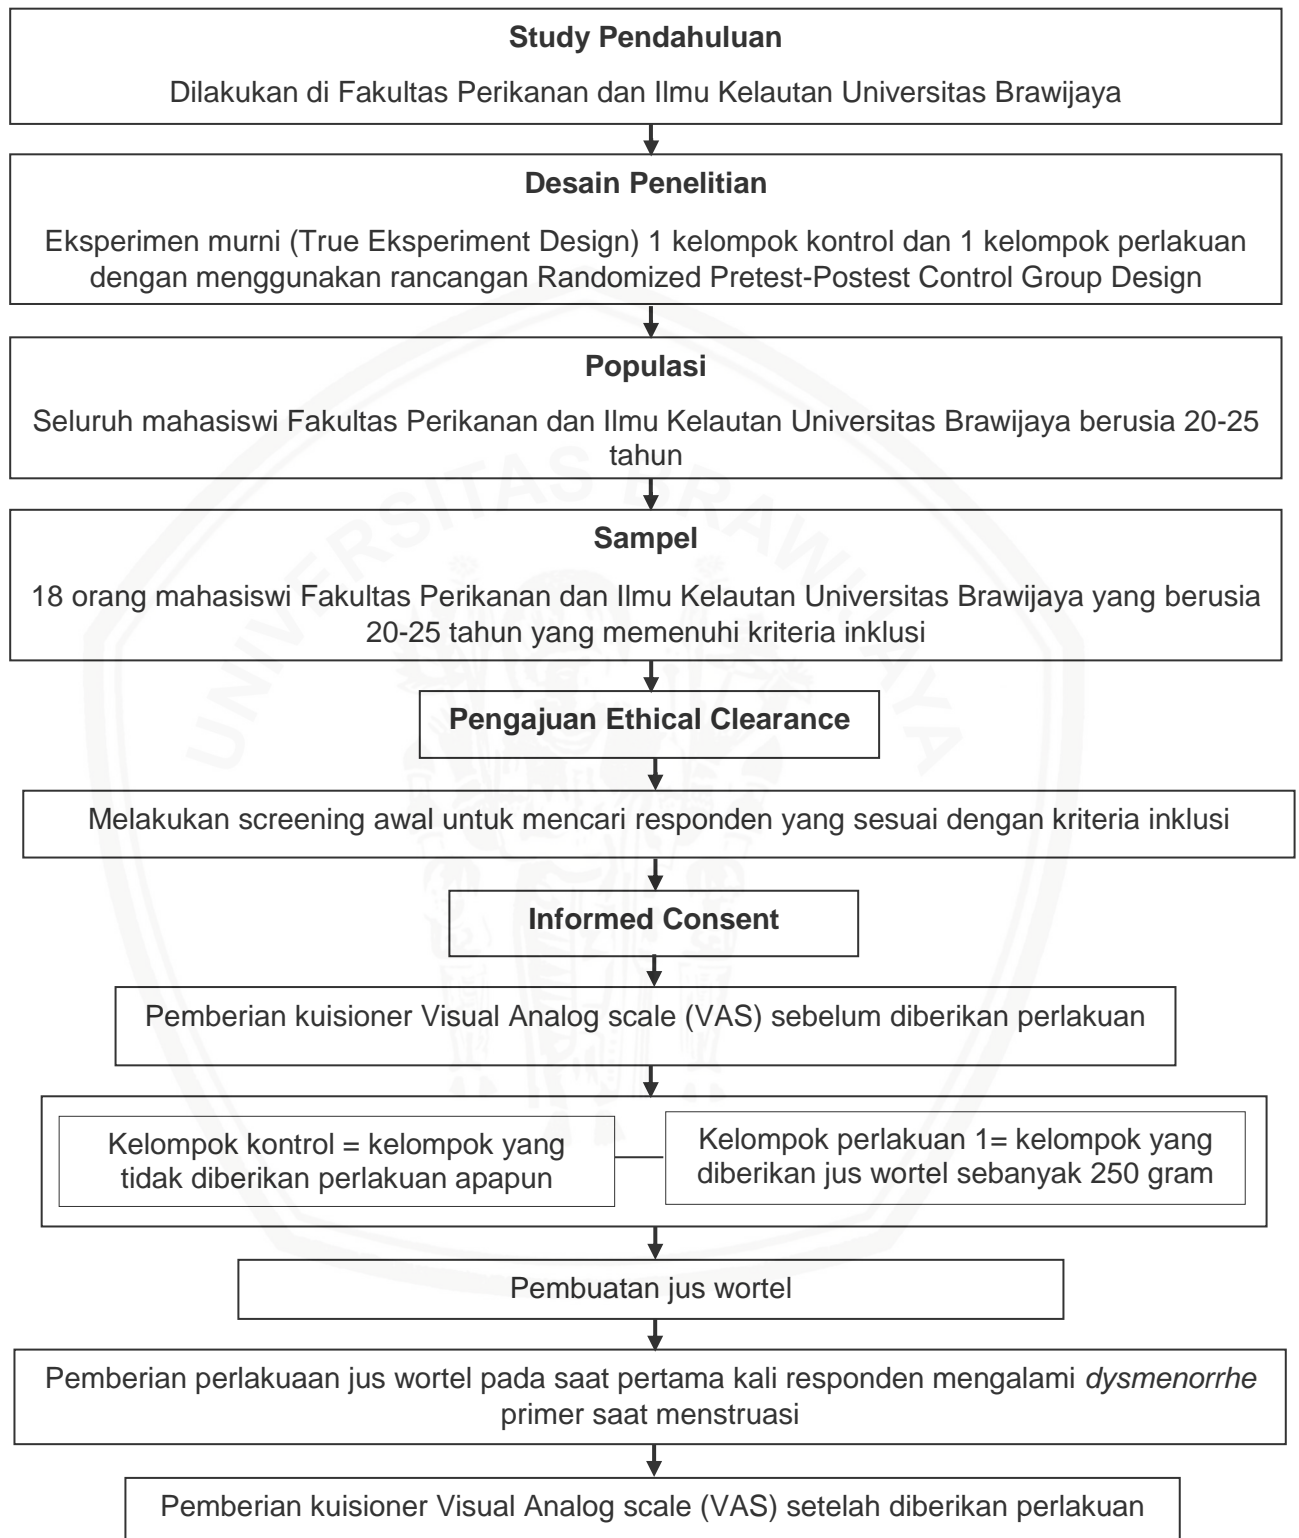 Study Pendahuluan
Dilakukan di Fakultas Perikanan dan Ilmu Kelautan Universitas Brawijaya
Desain Penelitian
Eksperimen murni (True Eksperiment Design) 1 kelompok kontrol dan 1 kelompok perlakuan
dengan menggunakan rancangan Randomized Pretest-Postest Control Group Design
Populasi
Seluruh mahasiswi Fakultas Perikanan dan Ilmu Kelautan Universitas Brawijaya berusia 20-25
tahun
Sampel
18 orang mahasiswi Fakultas Perikanan dan Ilmu Kelautan Universitas Brawijaya yang berusia
20-25 tahun yang memenuhi kriteria inklusi
Pengajuan Ethical Clearance
Melakukan screening awal untuk mencari responden yang sesuai dengan kriteria inklusi
Informed Consent
Pemberian kuisioner Visual Analog scale (VAS) sebelum diberikan perlakuan
Kelompok kontrol = kelompok yang
tidak diberikan perlakuan apapun
Kelompok perlakuan 1= kelompok yang
diberikan jus wortel sebanyak 250 gram
Pembuatan jus wortel
Pemberian perlakuaan jus wortel pada saat pertama kali responden mengalami dysmenorrhe
primer saat menstruasi
Pemberian kuisioner Visual Analog scale (VAS) setelah diberikan perlakuan
UNIVERSITAS BRAWIJAYA